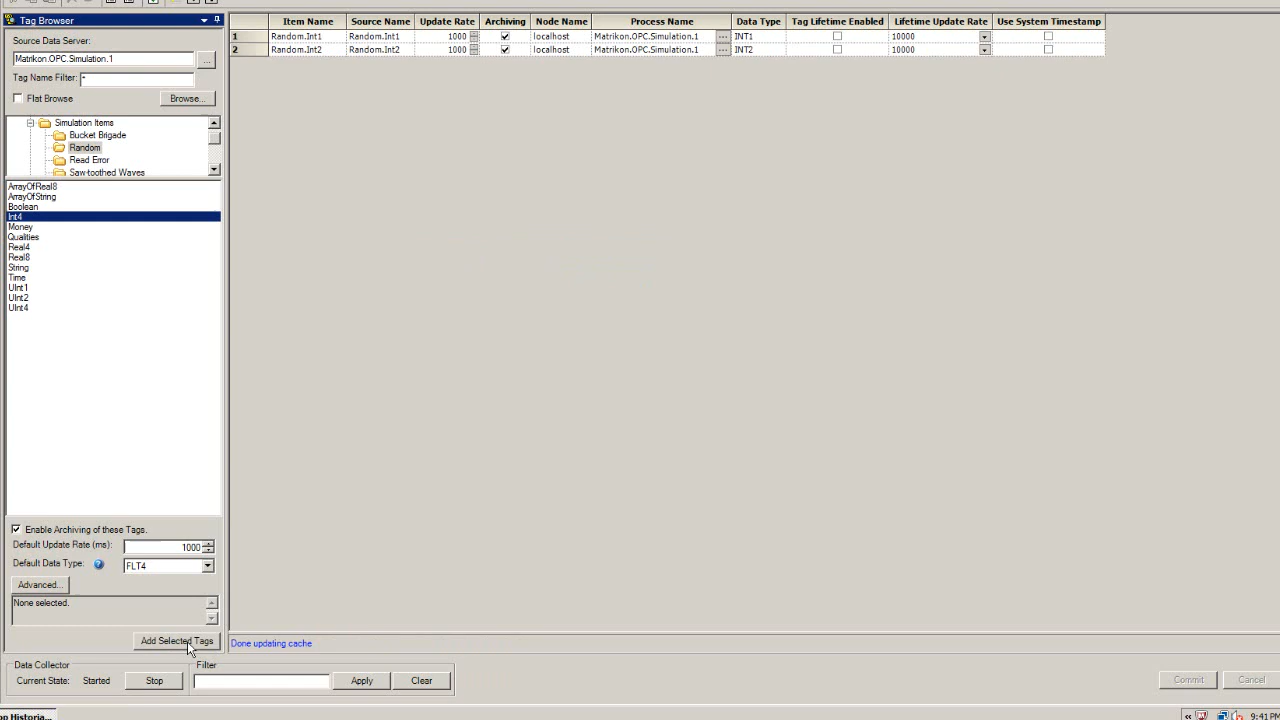 Tag Browser
Source Data Server:
Matrikon.OPC.Simulation.1
...
Tag Name Filter: *
Flat Browse
Browse...
Simulation Items
Bucket Brigade
Random
Read Error
Saw-toothed Waves
ArrayOfReal8
ArrayOfString
Boolean
Int4
Money
Qualities
Real4
Real8
String
Time
UInt1
UInt2
UInt4
Enable Archiving of these Tags.
Default Update Rate (ms): 1000
Default Data Type: FLT4
Advanced...
None selected.
Add Selected Tags
Item Name Source Name Update Rate Archiving Node Name Process Name Data Type Tag Lifetime Enabled Lifetime Update Rate Use System Timestamp
1 Random.Int1 Random.Int1 1000 localhost Matrikon.OPC.Simulation.1 ... INT1 10000
2 Random.Int2 Random.Int2 1000 localhost Matrikon.OPC.Simulation.1 ... INT2 10000
Done updating cache
Data Collector
Current State: Started Stop
Filter
Apply Clear
Commit Cancel
op Historia...
« 9:41 PM